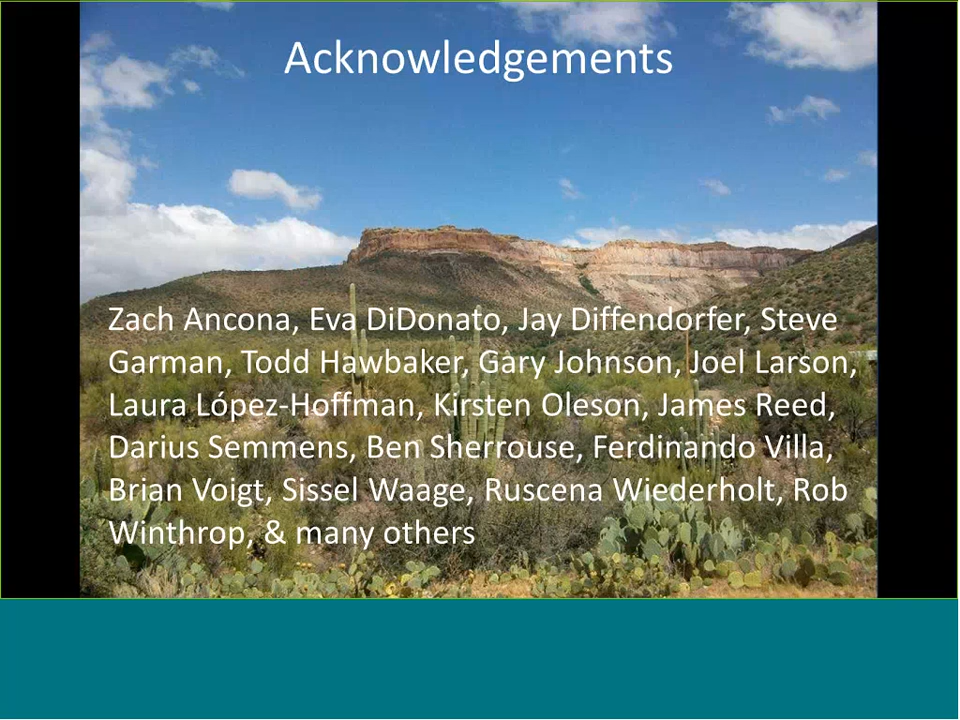 Acknowledgements
Zach Ancona, Eva DiDonato, Jay Diffendorfer, Steve
Garman, Todd Hawbaker, Gary Johnson, Joel Larson,
Laura López-Hoffman, Kirsten Oleson, James Reed,
Darius Semmens, Ben Sherrouse, Ferdinando Villa,
Brian Voigt, Sissel Waage, Ruscena Wiederholt, Rob
Winthrop, & many others